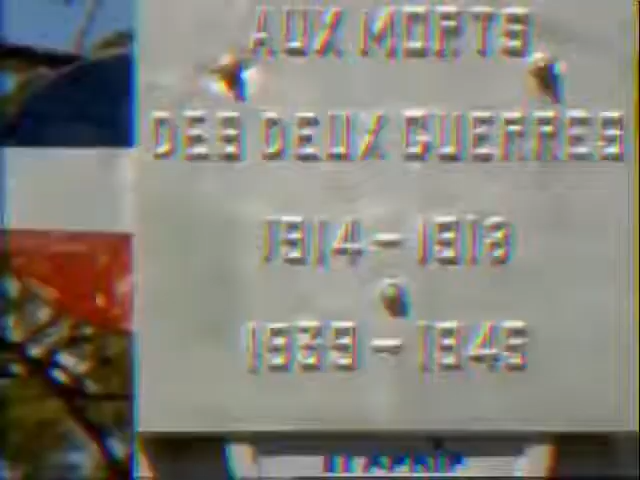 AUX MORTS
DES DEUX GUERRES
1914 – 1918
1939 – 1945